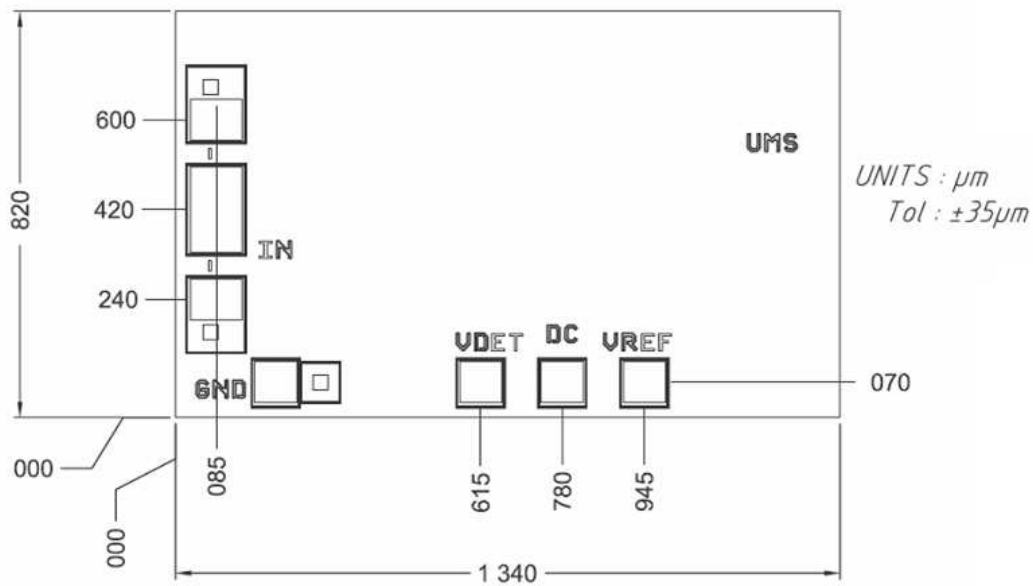 600
UMS
820
UNITS : µm
Tol : ±35µm
420
IN
240
VDET
DC
VREF
GND
070
000
000
085
615
780
945
1 340